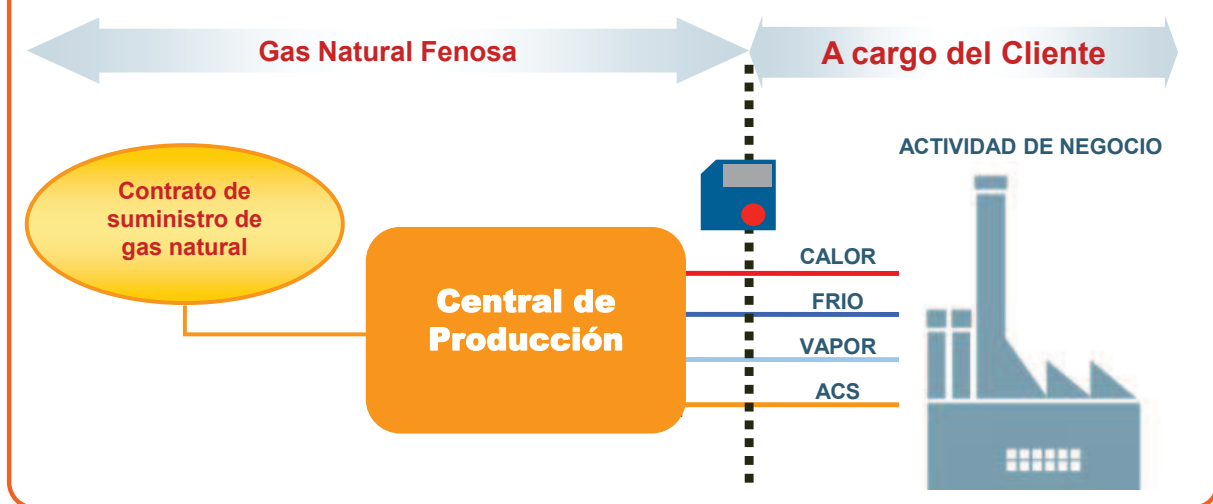 Gas Natural Fenosa
A cargo del Cliente
ACTIVIDAD DE NEGOCIO
Contrato de
suministro de
gas natural
Central de
Producción
CALOR
FRIO
VAPOR
ACS